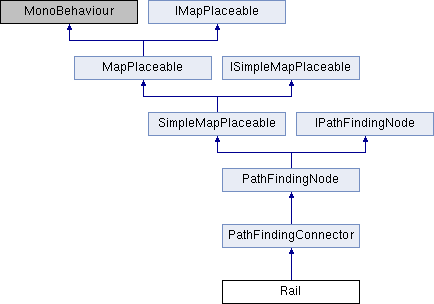 MonoBehaviour
IMapPlaceable
MapPlaceable
ISimpleMapPlaceable
SimpleMapPlaceable
IPathFindingNode
PathFindingNode
PathFindingConnector
Rail